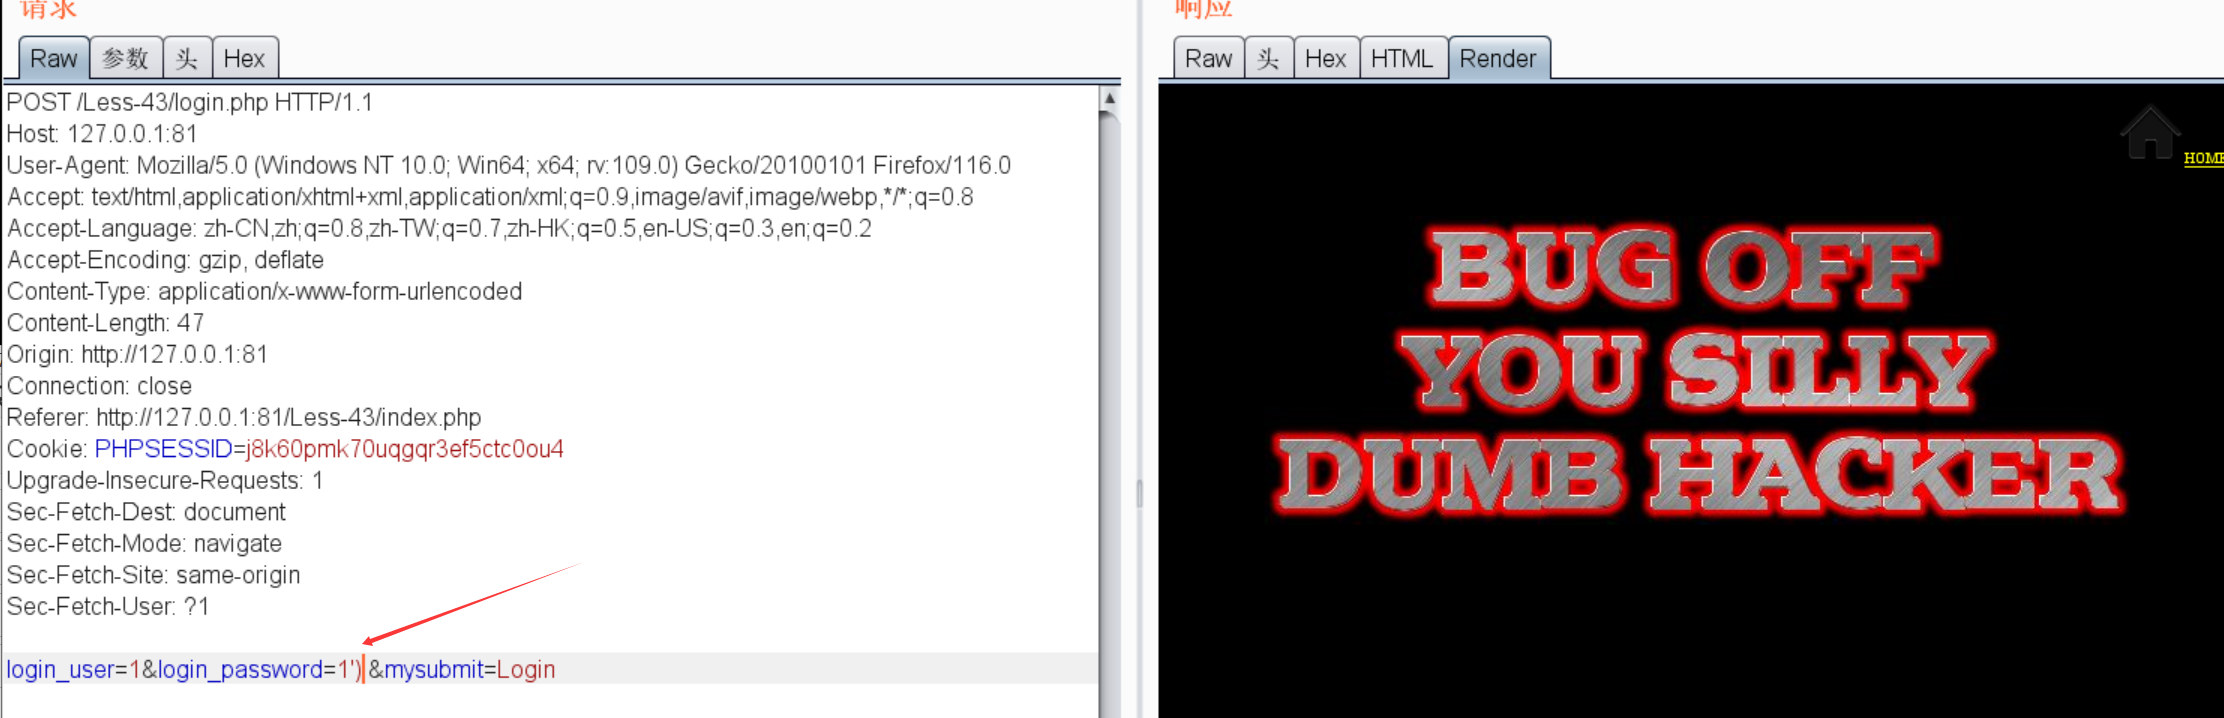 请求
Raw 参数 头 Hex
POST /Less-43/login.php HTTP/1.1
Host: 127.0.0.1:81
User-Agent: Mozilla/5.0 (Windows NT 10.0; Win64; x64; rv:109.0) Gecko/20100101 Firefox/116.0
Accept: text/html,application/xhtml+xml,application/xml;q=0.9,image/avif,image/webp,*/*;q=0.8
Accept-Language: zh-CN,zh;q=0.8,zh-TW;q=0.7,zh-HK;q=0.5,en-US;q=0.3,en;q=0.2
Accept-Encoding: gzip, deflate
Content-Type: application/x-www-form-urlencoded
Content-Length: 47
Origin: http://127.0.0.1:81
Connection: close
Referer: http://127.0.0.1:81/Less-43/index.php
Cookie: PHPSESSID=j8k60pmk70uqgqr3ef5ctc0ou4
Upgrade-Insecure-Requests: 1
Sec-Fetch-Dest: document
Sec-Fetch-Mode: navigate
Sec-Fetch-Site: same-origin
Sec-Fetch-User: ?1
login_user=1&login_password=1') &mysubmit=Login
响应
Raw 头 Hex HTML Render
HOME
BUG OFF
YOU SILLY
DUMB HACKER